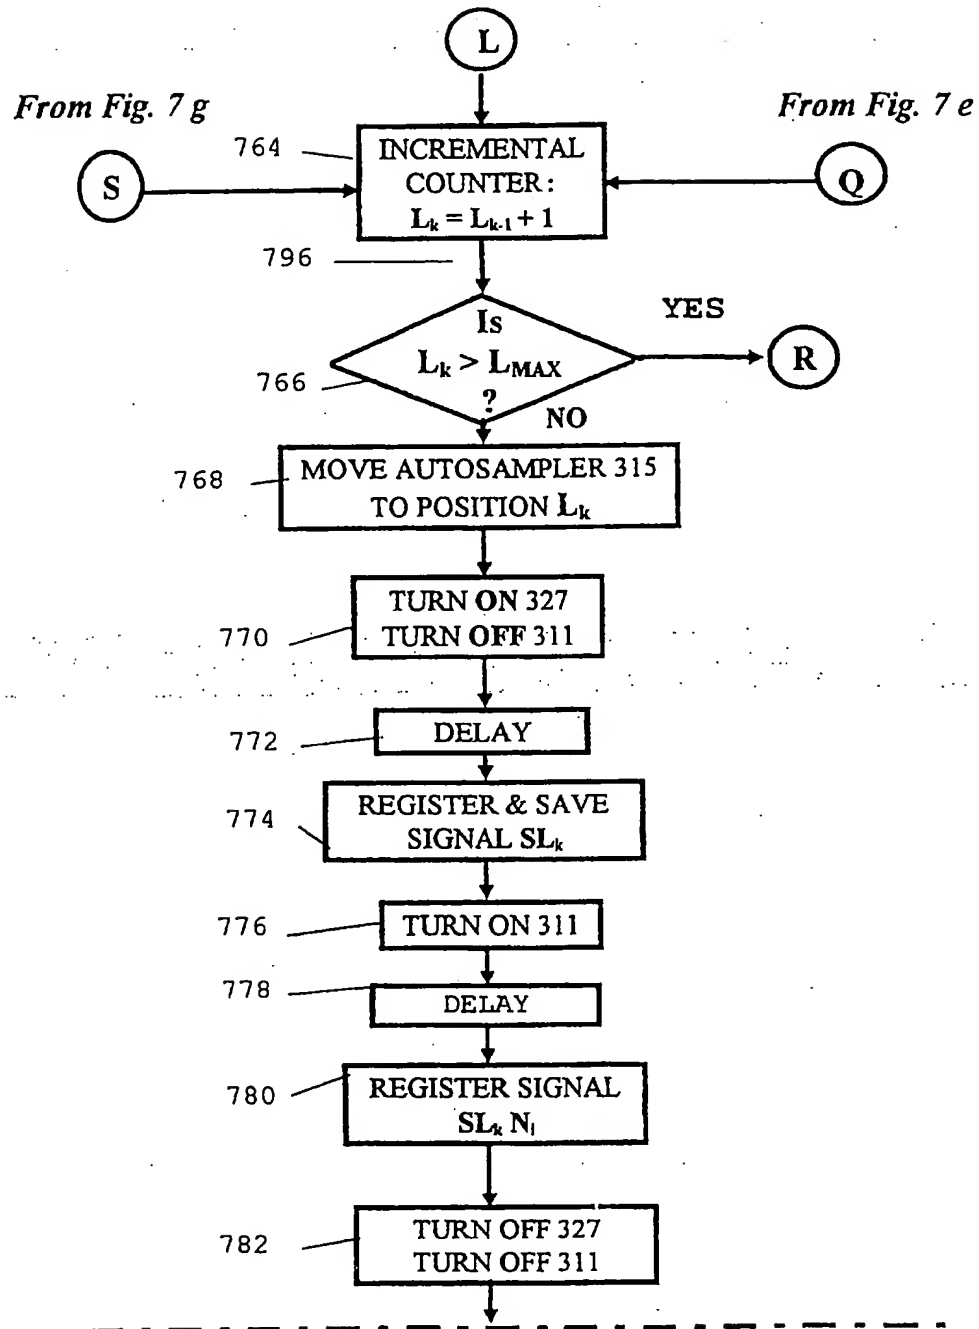 L
From Fig. 7 g
From Fig. 7 e
764
INCREMENTAL
COUNTER:
Lk = Lk-1 + 1
S
Q
796
YES
Is
Lk > LMAX
?
R
766
NO
768
MOVE AUTOSAMPLER 315
TO POSITION Lk
770
TURN ON 327
TURN OFF 311
772
DELAY
774
REGISTER & SAVE
SIGNAL SLk
776
TURN ON 311
778
DELAY
780
REGISTER SIGNAL
SLk Ni
782
TURN OFF 327
TURN OFF 311